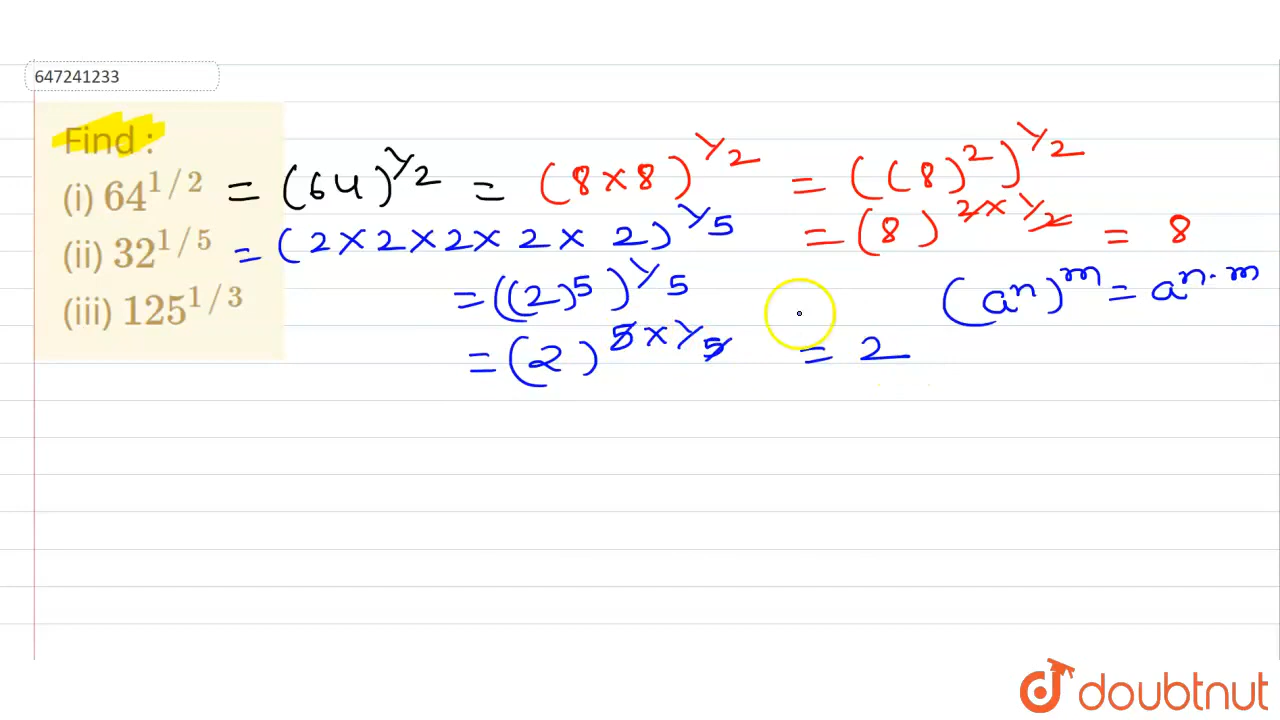 647241233
Find :
(i) 64^{1/2} = (64)^{1/2} = (8×8)^{1/2} = ((8)^2)^{1/2}
= (8)^{2×1/2} = 8
(ii) 32^{1/5} = (2×2×2×2×2)^{1/5}
= ((2)^5)^{1/5}
(a^n)^m = a^{n·m}
= (2)^{5×1/5} = 2
(iii) 125^{1/3}
doubtnut